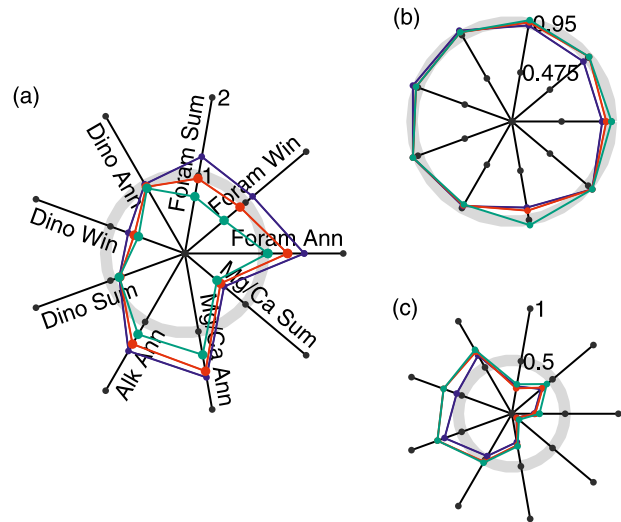 (a)
2
1
Foram Sum
Foram Win
Foram Ann
Dino Ann
Dino Win
Dino Sum
Alk Ann
Mg/Ca Ann
Mg/Ca Sum
(b)
0.95
0.475
(c)
1
0.5